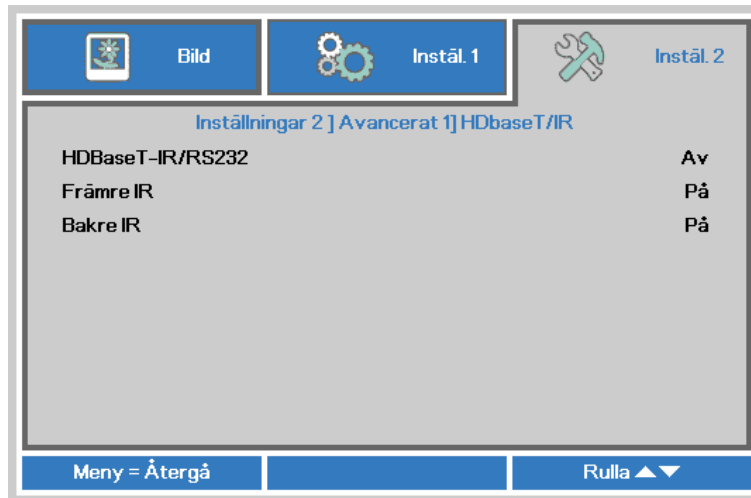 Bild Instäl. 1 Instäl. 2
Inställningar 2 ] Avancerat 1] HDbaseT/IR
HDBaseT-IR/RS232 Av
Främre IR På
Bakre IR På
Meny = Återgå Rulla ▲▼